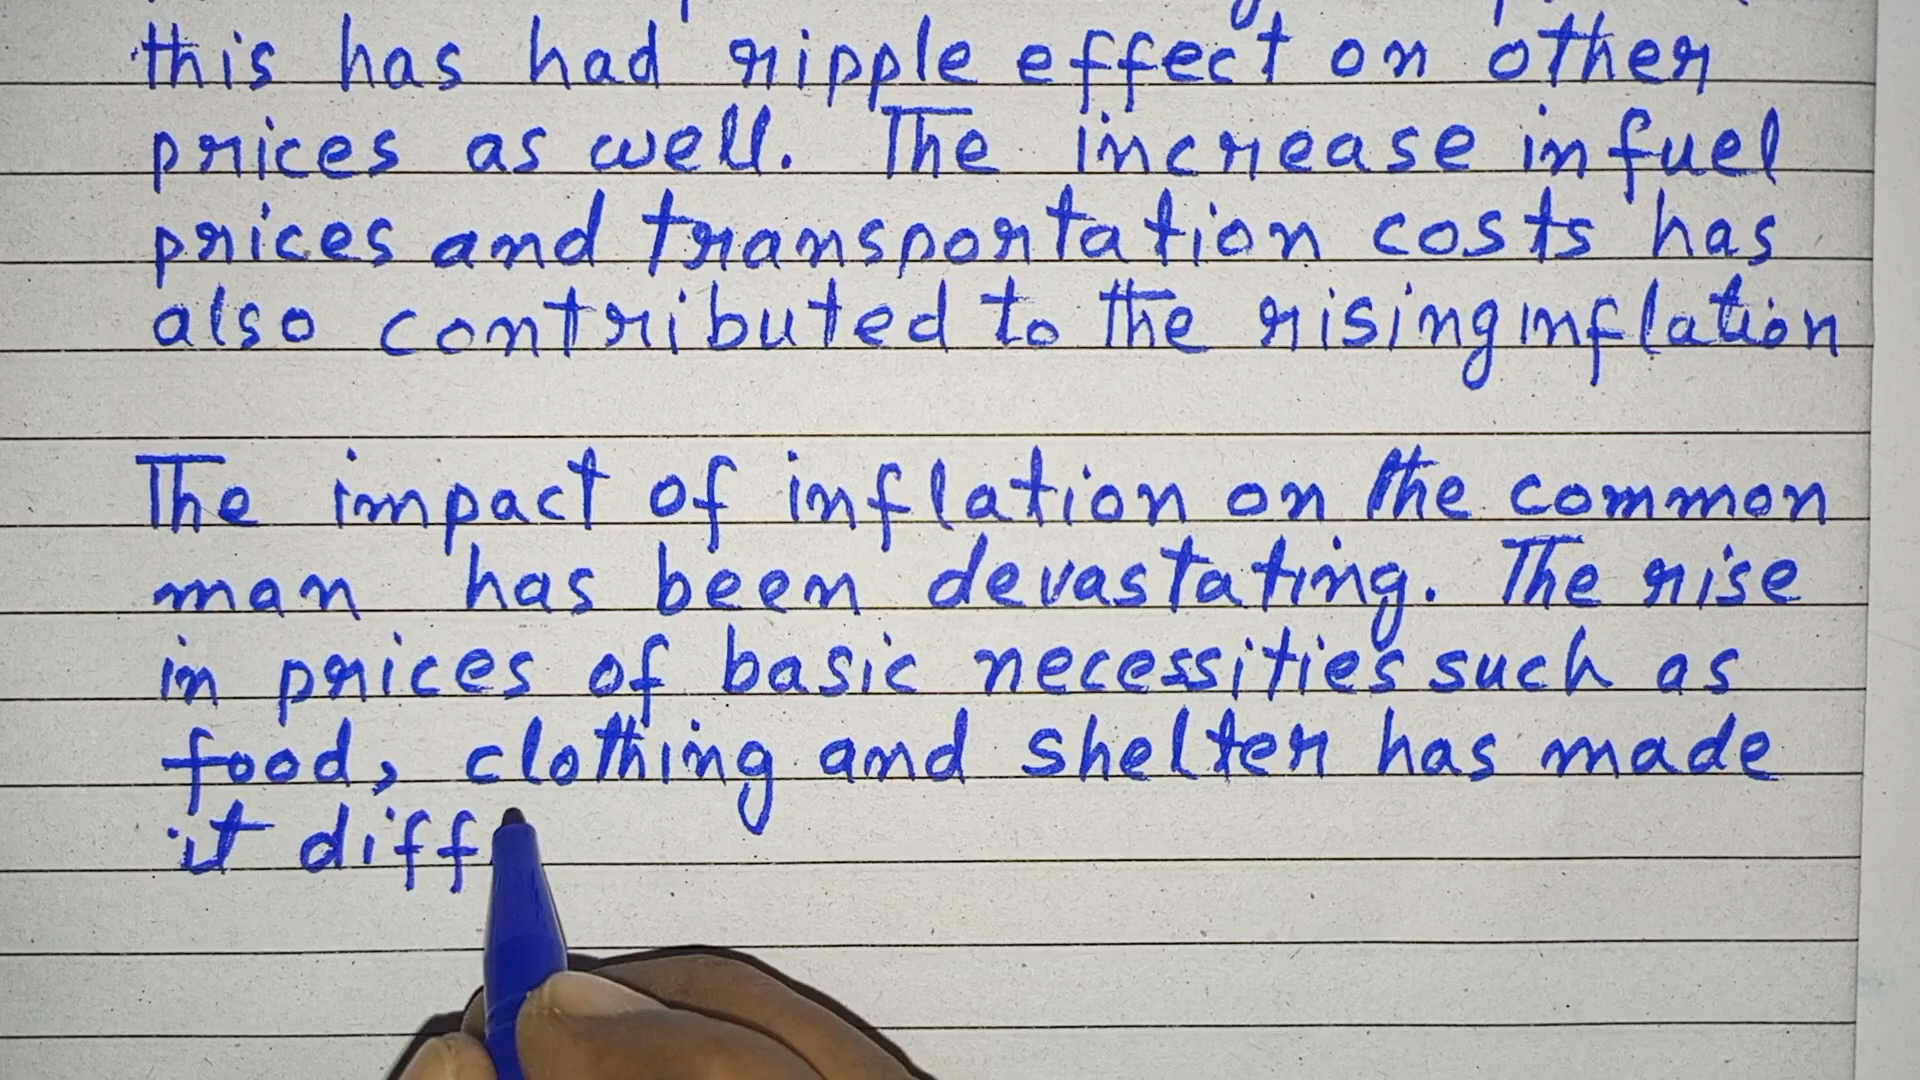 this has had ripple effect on other
prices as well. The increase in fuel
prices and transportation costs has
also contributed to the rising inflation
The impact of inflation on the common
man has been devastating. The rise
in prices of basic necessities such as
food, clothing and shelter has made
it diff